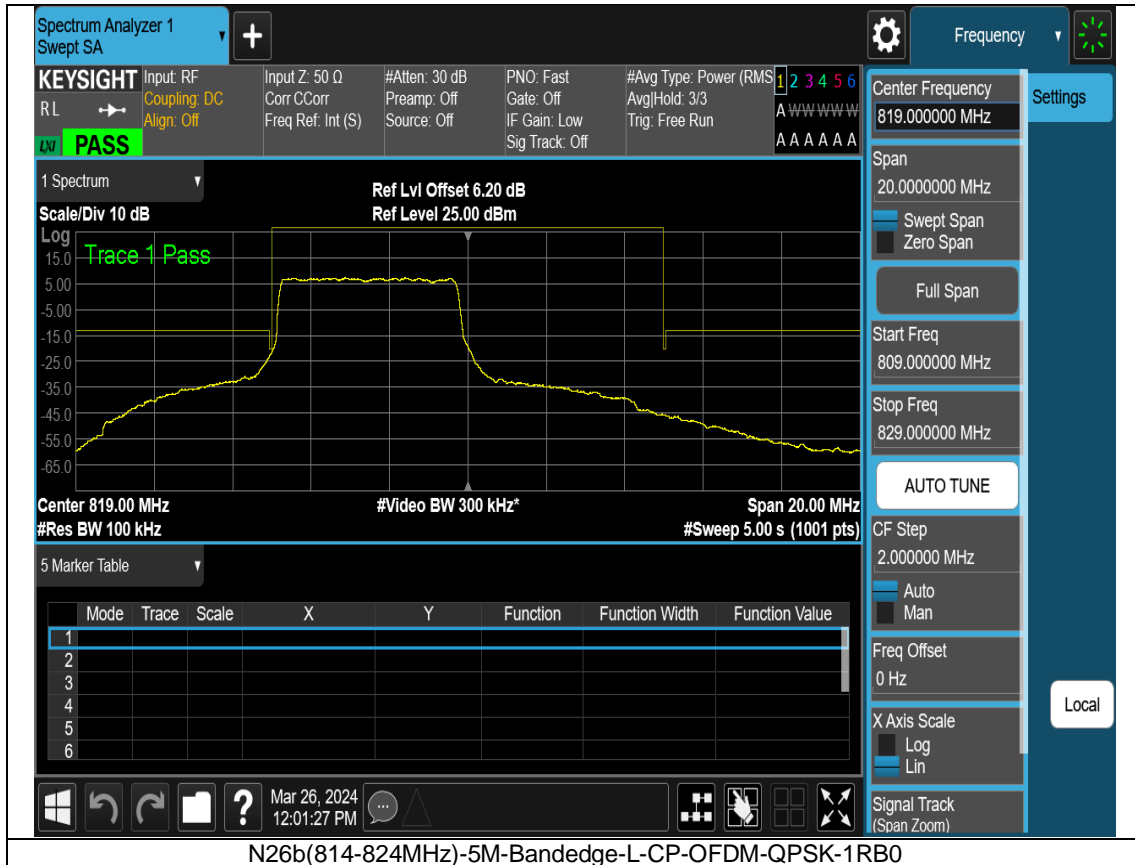 Spectrum Analyzer 1
Swept SA
+
Frequency
KEYSIGHT
Input: RF
Input Z: 50 Ω
#Atten: 30 dB
PNO: Fast
#Avg Type: Power (RMS
1 2 3 4 5 6
R L
Coupling: DC
Corr CCorr
Preamp: Off
Gate: Off
Avg|Hold: 3/3
A W W W W W
Align: Off
Freq Ref: Int (S)
Source: Off
IF Gain: Low
Trig: Free Run
LXI
PASS
Sig Track: Off
A A A A A A
1 Spectrum
Ref Lvl Offset 6.20 dB
Scale/Div 10 dB
Ref Level 25.00 dBm
Log
Trace 1 Pass
15.0
5.00
-5.00
-15.0
-25.0
-35.0
-45.0
-55.0
-65.0
Center 819.00 MHz
#Video BW 300 kHz*
Span 20.00 MHz
#Res BW 100 kHz
#Sweep 5.00 s (1001 pts)
5 Marker Table
Mode Trace Scale X Y Function Function Width Function Value
1
2
3
4
5
6
Center Frequency
819.000000 MHz
Settings
Span
20.0000000 MHz
Swept Span
Zero Span
Full Span
Start Freq
809.000000 MHz
Stop Freq
829.000000 MHz
AUTO TUNE
CF Step
2.000000 MHz
Auto
Man
Freq Offset
0 Hz
Local
X Axis Scale
Log
Lin
Signal Track
(Span Zoom)
?
Mar 26, 2024
12:01:27 PM
N26b(814-824MHz)-5M-Bandedge-L-CP-OFDM-QPSK-1RB0